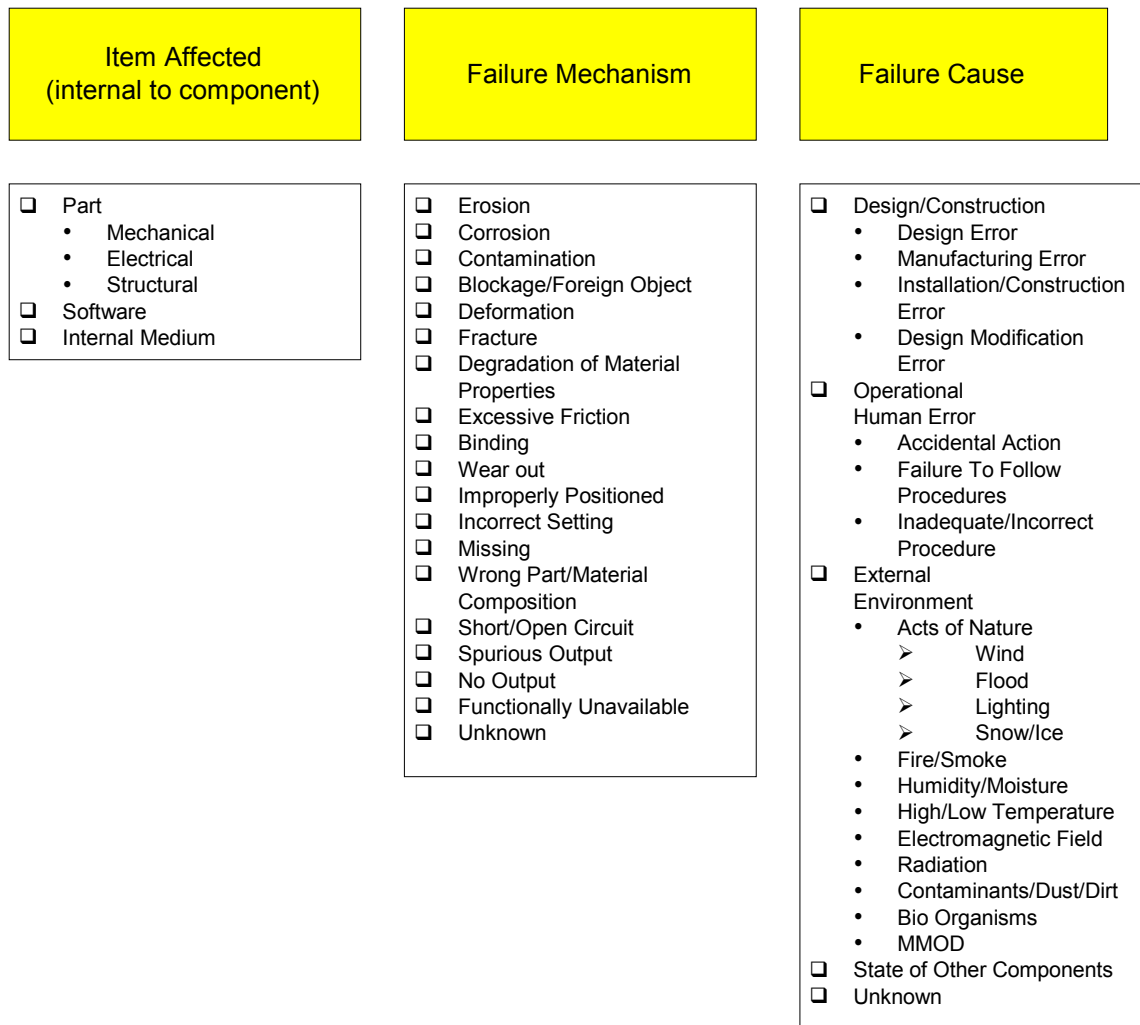 Item Affected
(internal to component)
Failure Mechanism
Failure Cause
❑ Part
• Mechanical
• Electrical
• Structural
❑ Software
❑ Internal Medium
❑ Erosion
❑ Corrosion
❑ Contamination
❑ Blockage/Foreign Object
❑ Deformation
❑ Fracture
❑ Degradation of Material
Properties
❑ Excessive Friction
❑ Binding
❑ Wear out
❑ Improperly Positioned
❑ Incorrect Setting
❑ Missing
❑ Wrong Part/Material
Composition
❑ Short/Open Circuit
❑ Spurious Output
❑ No Output
❑ Functionally Unavailable
❑ Unknown
❑ Design/Construction
• Design Error
• Manufacturing Error
• Installation/Construction
Error
• Design Modification
Error
❑ Operational
Human Error
• Accidental Action
• Failure To Follow
Procedures
• Inadequate/Incorrect
Procedure
❑ External
Environment
• Acts of Nature
➢ Wind
➢ Flood
➢ Lighting
➢ Snow/Ice
• Fire/Smoke
• Humidity/Moisture
• High/Low Temperature
• Electromagnetic Field
• Radiation
• Contaminants/Dust/Dirt
• Bio Organisms
• MMOD
❑ State of Other Components
❑ Unknown